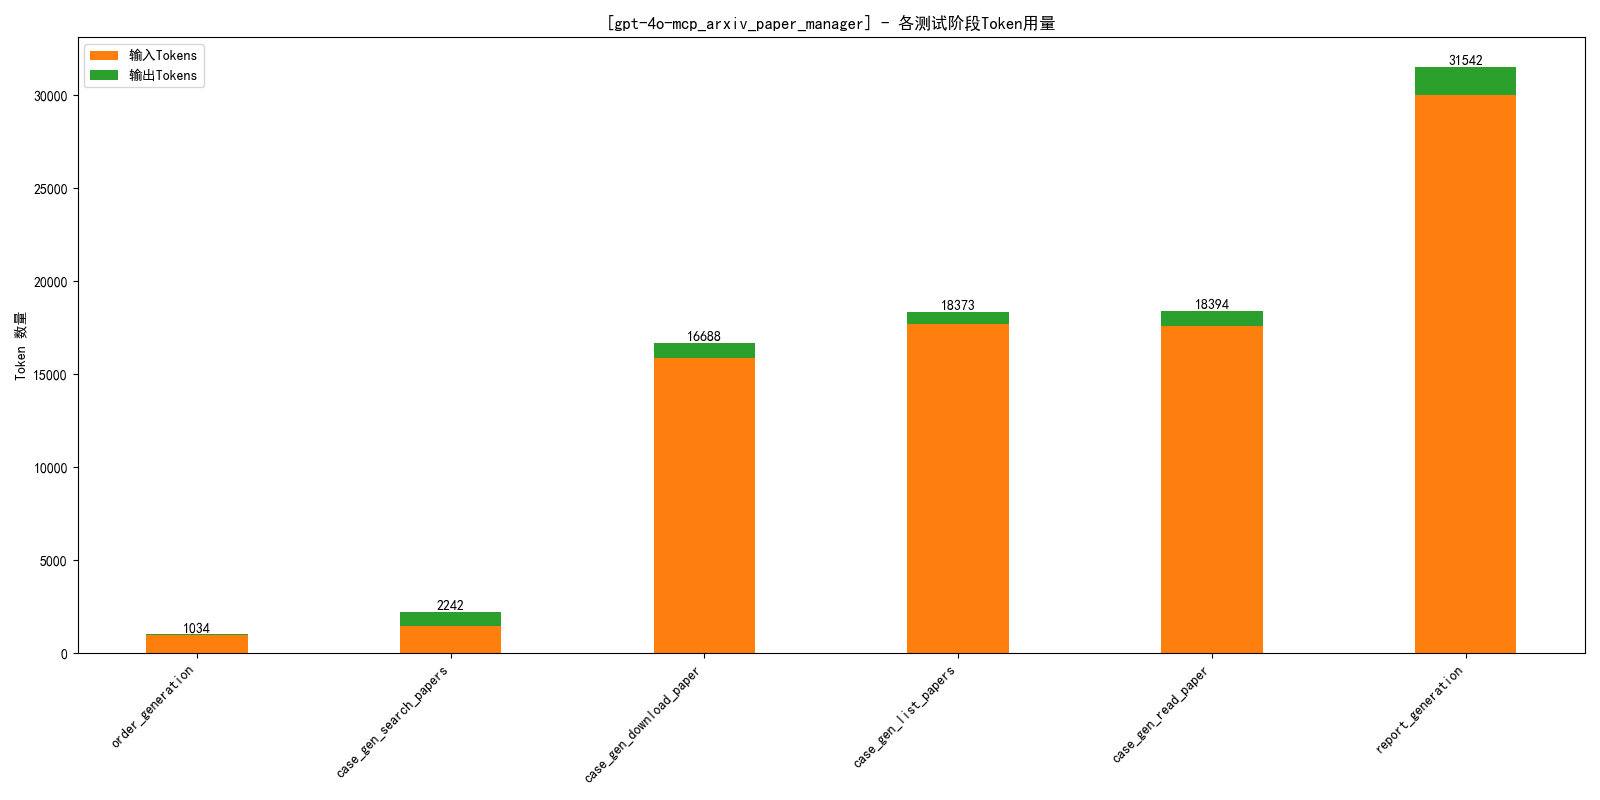 [gpt-4o-mcp_arxiv_paper_manager] - 各测试阶段Token用量
输入Tokens
输出Tokens
Token 数量
30000
25000
20000
15000
10000
5000
0
1034
2242
16688
18373
18394
31542
order_generation
case_gen_search_papers
case_gen_download_paper
case_gen_list_papers
case_gen_read_paper
report_generation